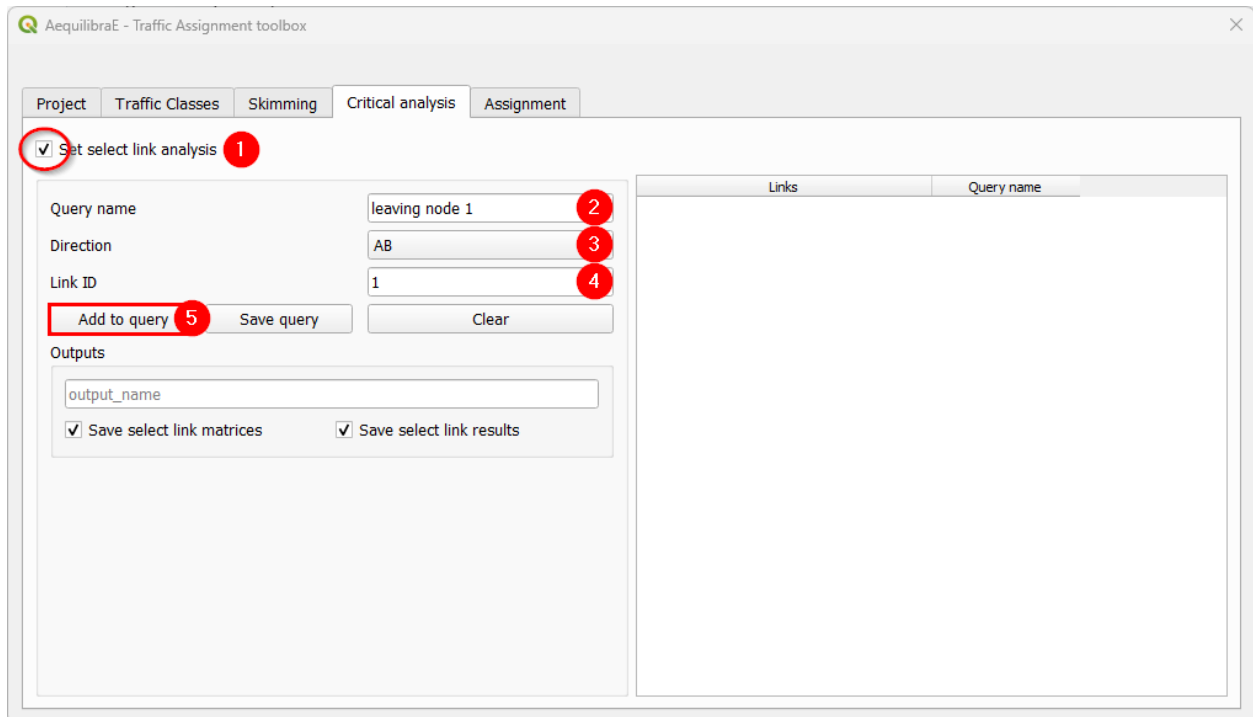 AequilibraE - Traffic Assignment toolbox
Project Traffic Classes Skimming Critical analysis Assignment
Set select link analysis 1
Links Query name
Query name leaving node 1 2
Direction AB 3
Link ID 1 4
Add to query 5 Save query Clear
Outputs
output_name
Save select link matrices Save select link results